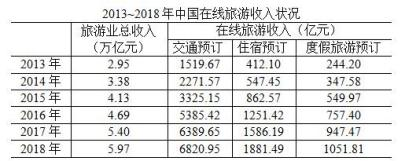 2013~2018年中国在线旅游收入状况
旅游业总收入（万亿元） 在线旅游收入（亿元）
交通预订 住宿预订 度假旅游预订
2013年 2.95 1519.67 412.10 244.20
2014年 3.38 2271.57 547.45 347.58
2015年 4.13 3325.15 862.57 549.97
2016年 4.69 5385.42 1251.42 757.40
2017年 5.40 6389.65 1586.19 947.47
2018年 5.97 6820.95 1881.49 1051.81